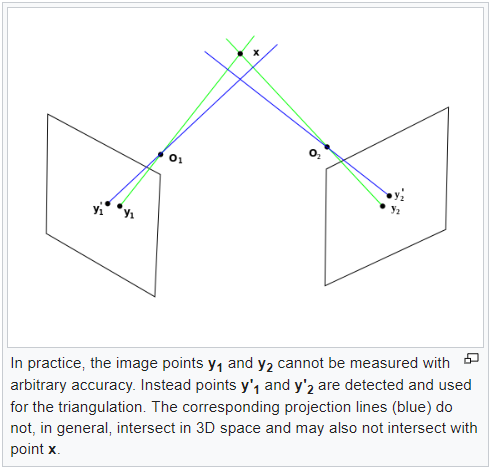 x
O₁
O₂
y'₁
y₁
y'₂
y₂
In practice, the image points y₁ and y₂ cannot be measured with
arbitrary accuracy. Instead points y'₁ and y'₂ are detected and used
for the triangulation. The corresponding projection lines (blue) do
not, in general, intersect in 3D space and may also not intersect with
point x.